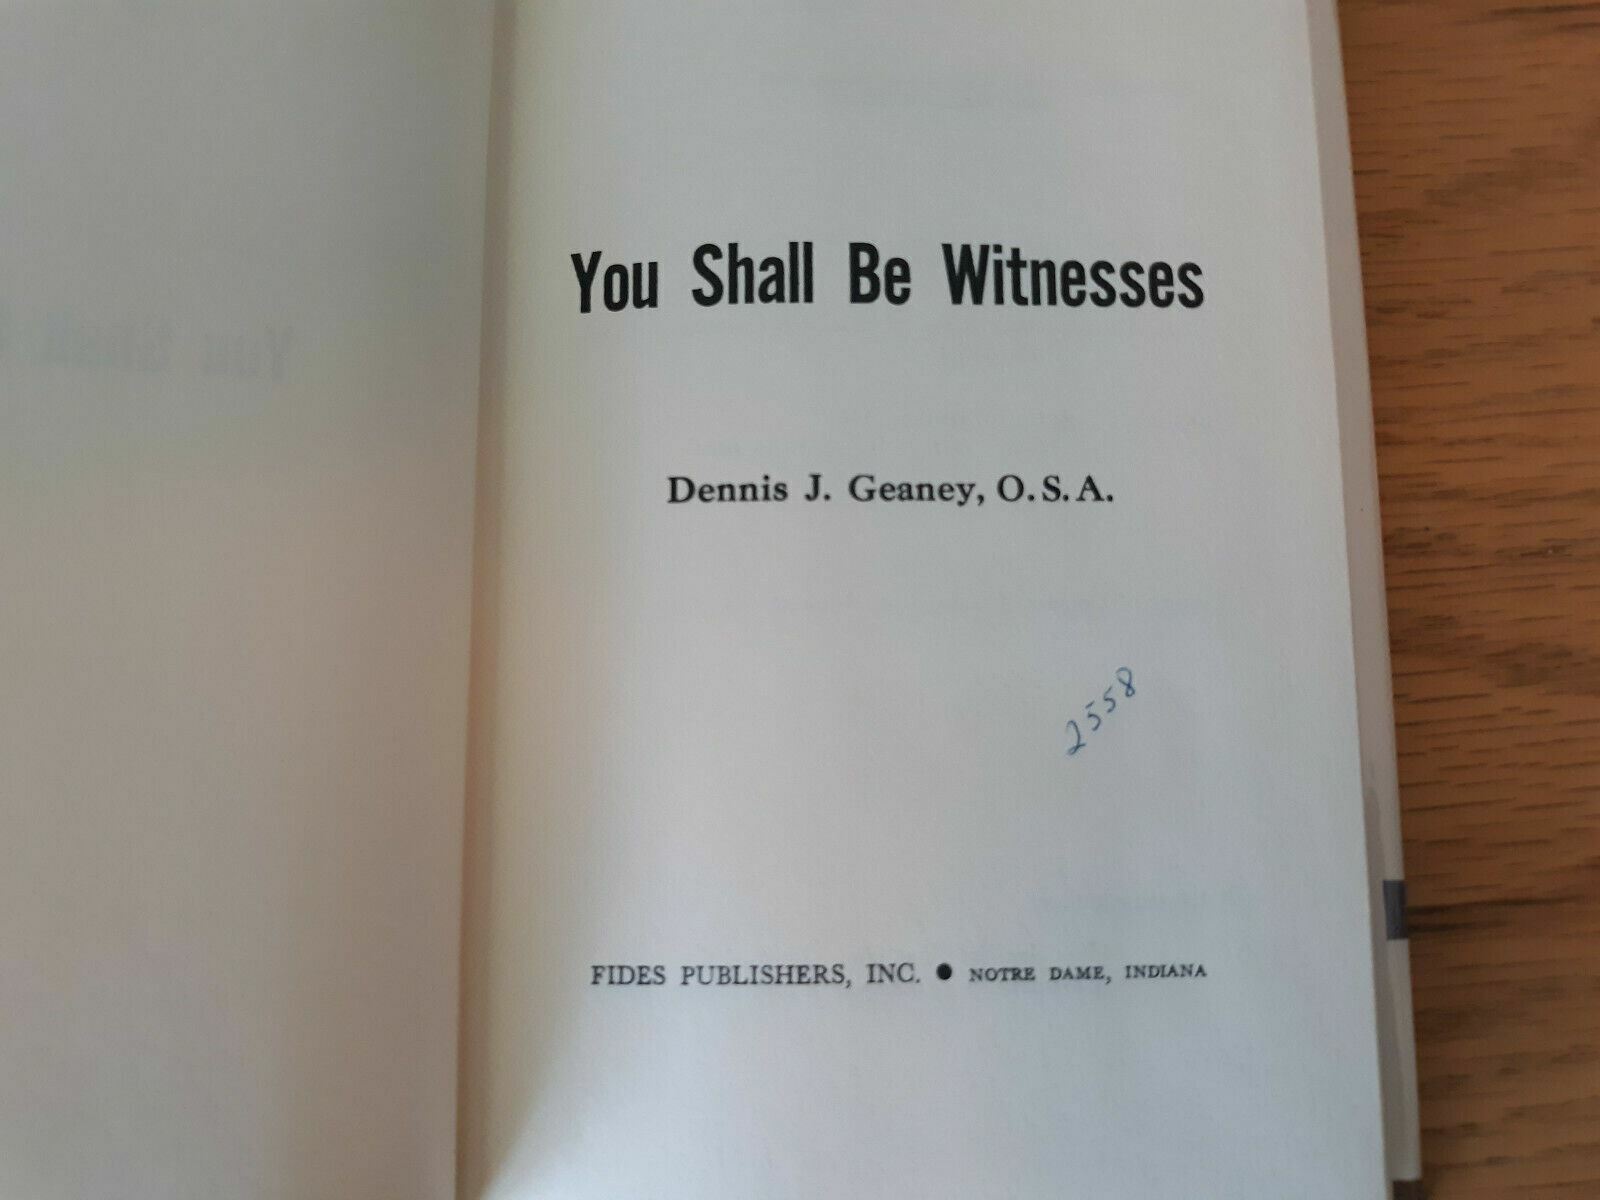 You Shall Be Witnesses
Dennis J. Geaney, O.S.A.
2558
FIDES PUBLISHERS, INC. ● NOTRE DAME, INDIANA